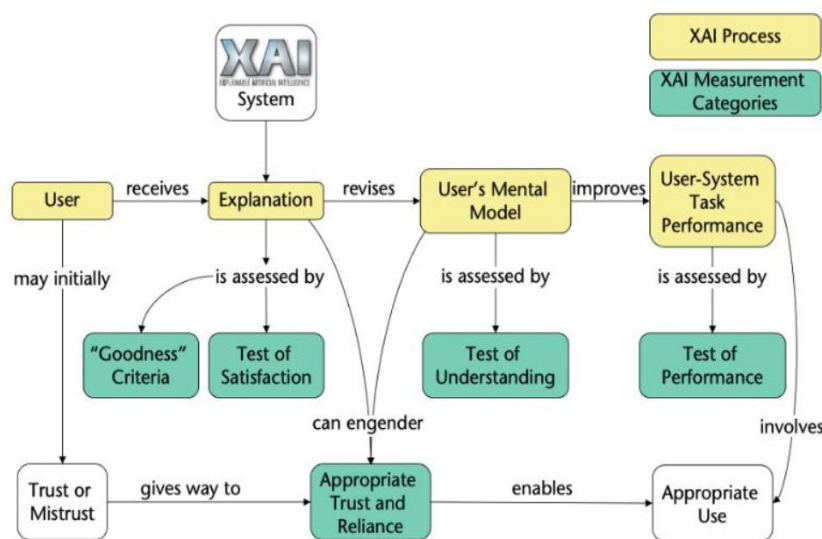 XAI
EXPLAINABLE ARTIFICIAL INTELLIGENCE
System
XAI Process
XAI Measurement
Categories
User
receives
Explanation
revises
User's Mental
Model
improves
User-System
Task
Performance
may initially
is assessed by
is assessed by
is assessed by
“Goodness”
Criteria
Test of
Satisfaction
Test of
Understanding
Test of
Performance
can engender
involves
Trust or
Mistrust
gives way to
Appropriate
Trust and
Reliance
enables
Appropriate
Use